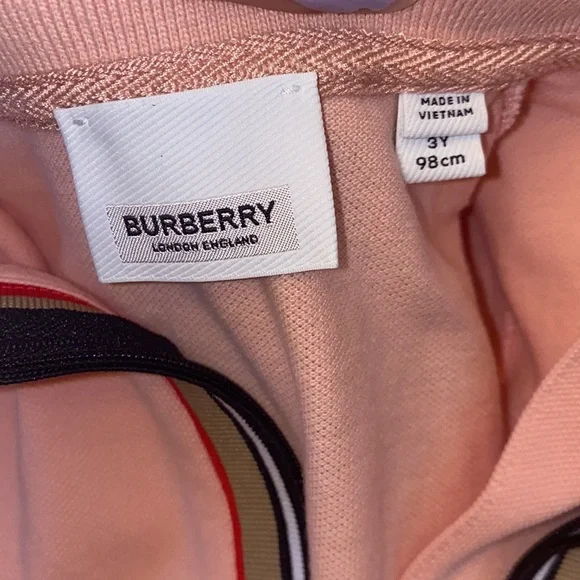 BURBERRY
LONDON ENGLAND
MADE IN
VIETNAM
3Y
98cm